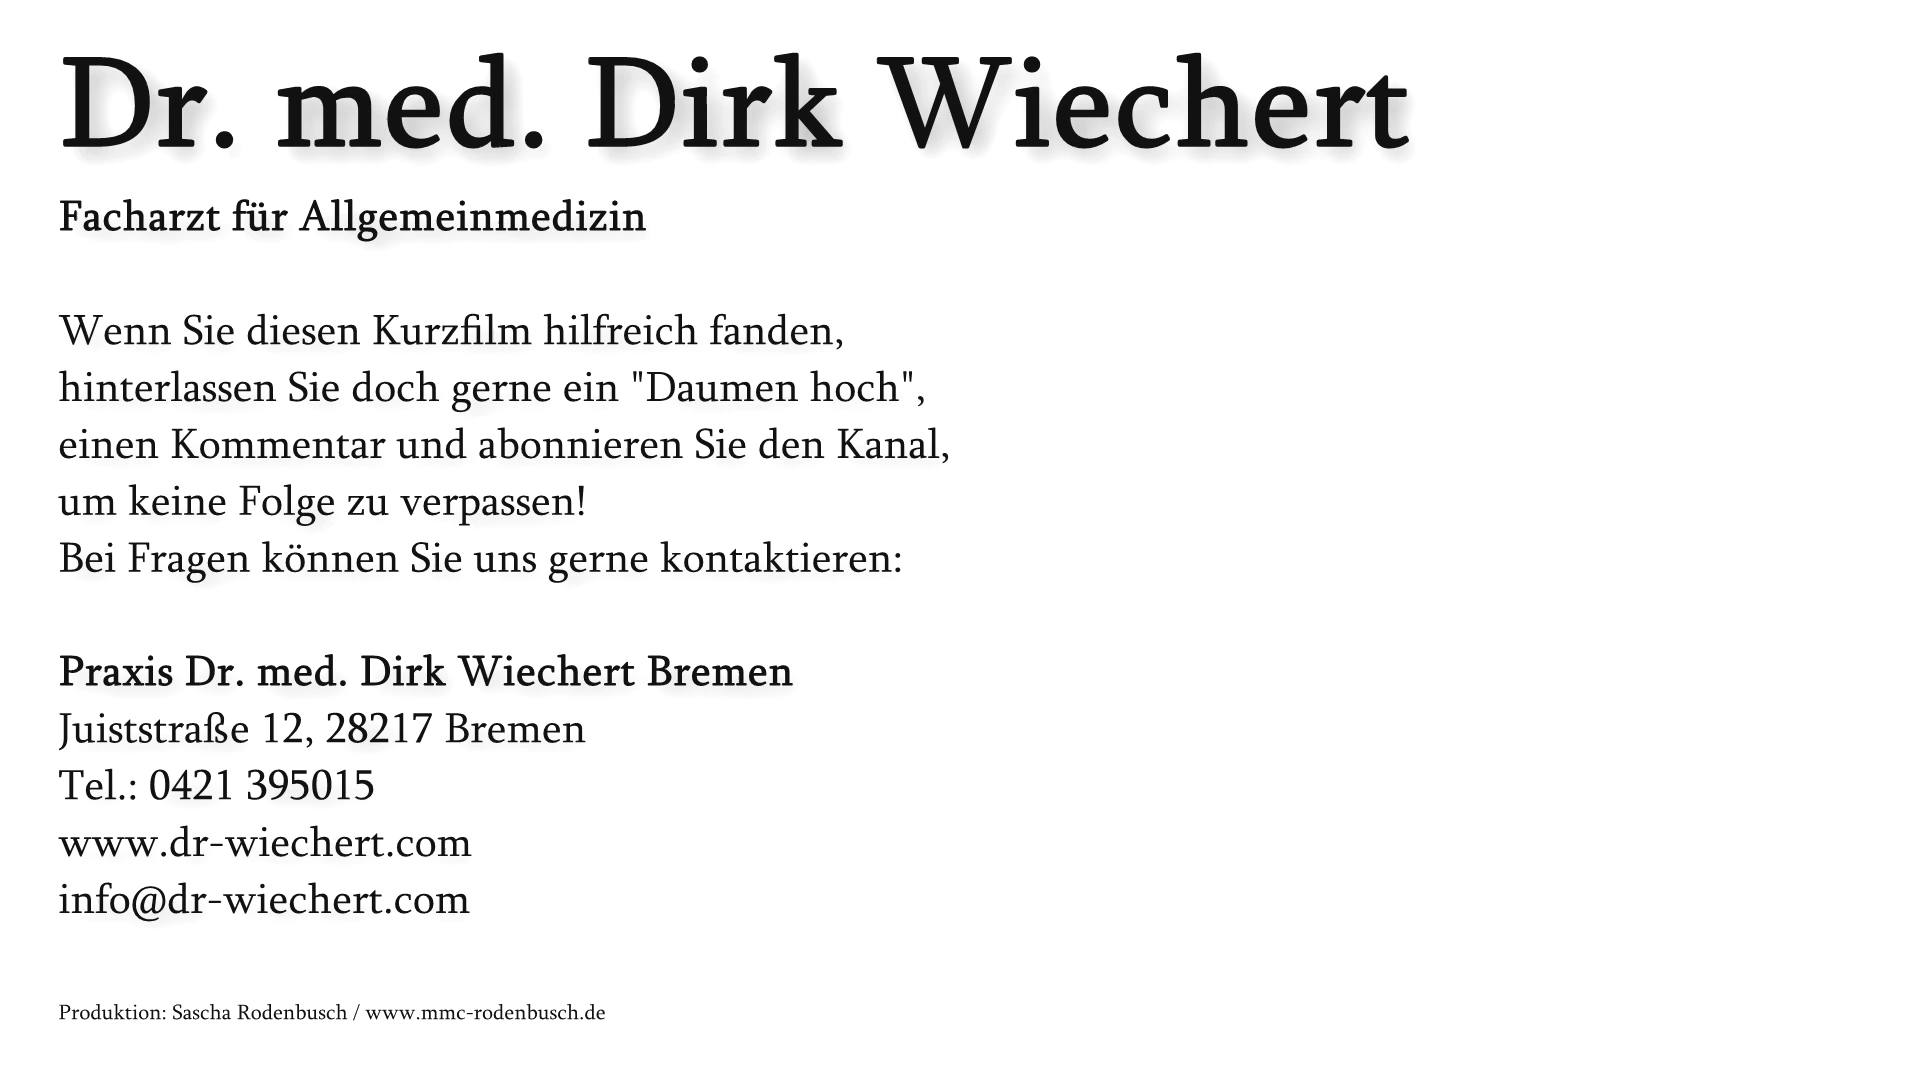 Dr. med. Dirk Wiechert
Facharzt für Allgemeinmedizin
Wenn Sie diesen Kurzfilm hilfreich fanden,
hinterlassen Sie doch gerne ein "Daumen hoch",
einen Kommentar und abonnieren Sie den Kanal,
um keine Folge zu verpassen!
Bei Fragen können Sie uns gerne kontaktieren:
Praxis Dr. med. Dirk Wiechert Bremen
Juiststraße 12, 28217 Bremen
Tel.: 0421 395015
www.dr-wiechert.com
info@dr-wiechert.com
Produktion: Sascha Rodenbusch / www.mmc-rodenbusch.de